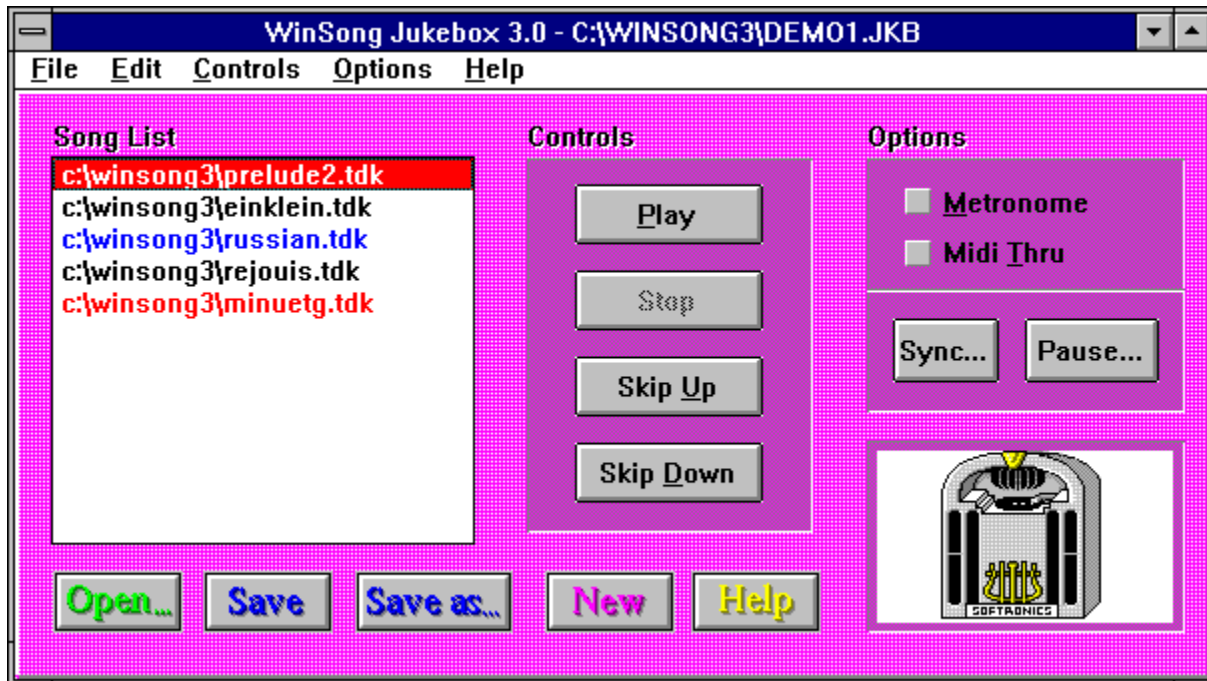 WinSong Jukebox 3.0 - C:\WINSONG3\DEMO1.JKB
File Edit Controls Options Help
Song List
c:\winsong3\prelude2.tdk
c:\winsong3\einklein.tdk
c:\winsong3\russian.tdk
c:\winsong3\rejouis.tdk
c:\winsong3\minuetg.tdk
Controls
Play
Stop
Skip Up
Skip Down
Options
Metronome
Midi Thru
Sync... Pause...
SOFTRONICS
Open... Save Save as... New Help